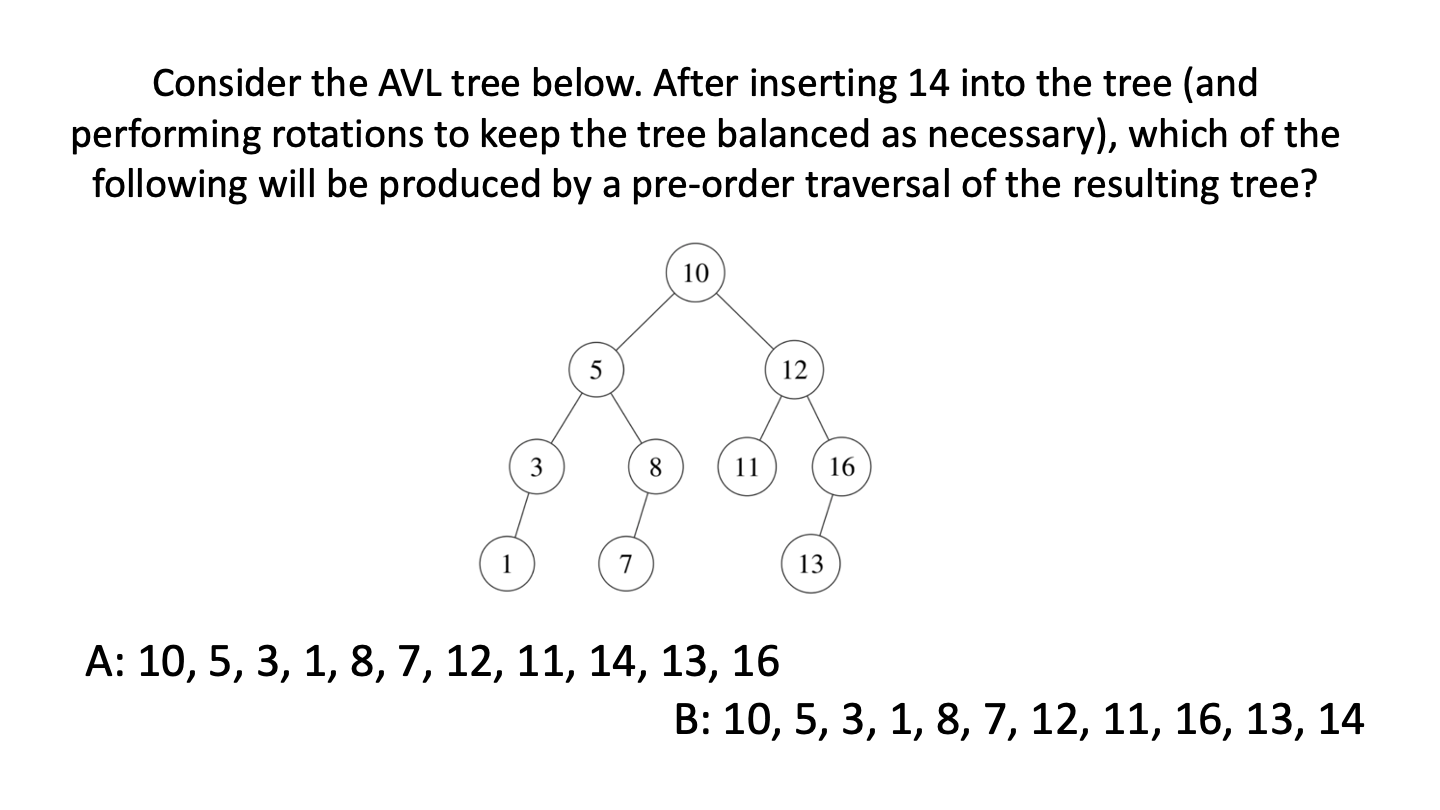 Consider the AVL tree below. After inserting 14 into the tree (and
performing rotations to keep the tree balanced as necessary), which of the
following will be produced by a pre-order traversal of the resulting tree?
10
5 12
3 8 11 16
1 7 13
A: 10, 5, 3, 1, 8, 7, 12, 11, 14, 13, 16
B: 10, 5, 3, 1, 8, 7, 12, 11, 16, 13, 14